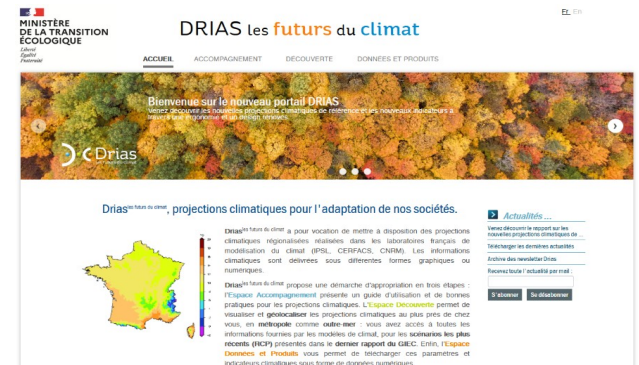 Fr En
MINISTÈRE
DE LA TRANSITION
ÉCOLOGIQUE
Liberté
Égalité
Fraternité
DRIAS les futurs du climat
ACCUEIL ACCOMPAGNEMENT DECOUVERTE DONNÉES ET PRODUITS
Bienvenue sur le nouveau portail DRIAS
Venez découvrir les nouvelles projections climatiques de référence et les nouveaux indicateurs à
travers une ergonomie et un design rénovés.
Drias
Drias les futurs du climat, projections climatiques pour l'adaptation de nos sociétés.
Drias les futurs du climat a pour vocation de mettre à disposition des projections
climatiques régionalisées réalisées dans les laboratoires français de
modélisation du climat (IPSL, CERFACS, CNRM). Les informations
climatiques sont délivrées sous différentes formes graphiques ou
numériques.
Drias les futurs du climat propose une démarche d'appropriation en trois étapes :
l'Espace Accompagnement présente un guide d'utilisation et de bonnes
pratiques pour les projections climatiques. L'Espace Découverte permet de
visualiser et géolocaliser les projections climatiques au plus près de chez
vous, en métropole comme outre-mer : vous avez accès à toutes les
informations fournies par les modèles de climat, pour les scénarios les plus
récents (RCP) présentés dans le dernier rapport du GIEC. Enfin, l'Espace
Données et Produits vous permet de télécharger ces paramètres et
indicateurs climatiques sous forme de données numériques.
Actualités ...
Venez découvrir le rapport sur les
nouvelles projections climatiques de ...
Télécharger les dernières actualités
Archive des newsletter Drias
Recevez toute l'actualité par mail :
S'abonner Se désabonner